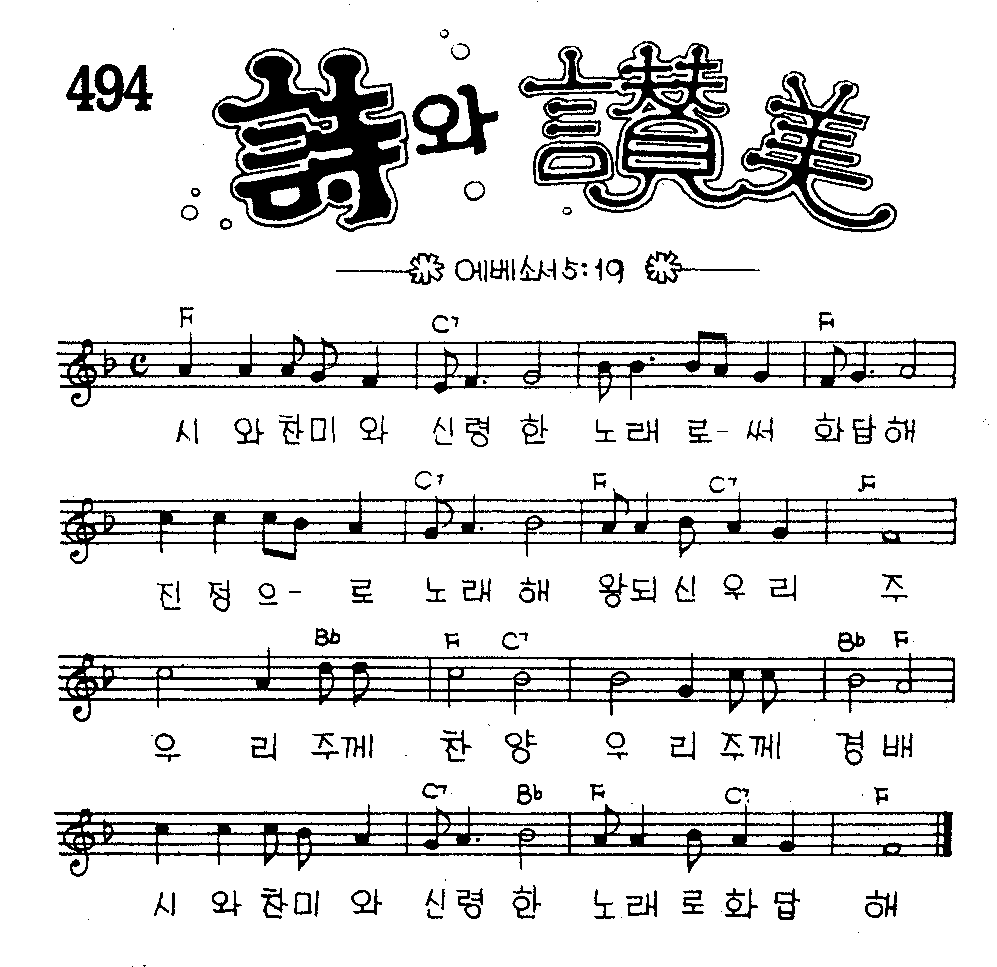 494
詩와 讚美
에베소서 5:19
F C7 F
시 와 찬미 와 신령 한 노래 로- 써 화답해
C7 F C7 F
진 정 으- 로 노래 해 왕되 신 우 리 주
Bb F C7 Bb F
우 리 주께 찬 양 우 리 주께 경 배
C7 Bb F C7 F
시 와 찬미 와 신령 한 노래 로 화 답 해